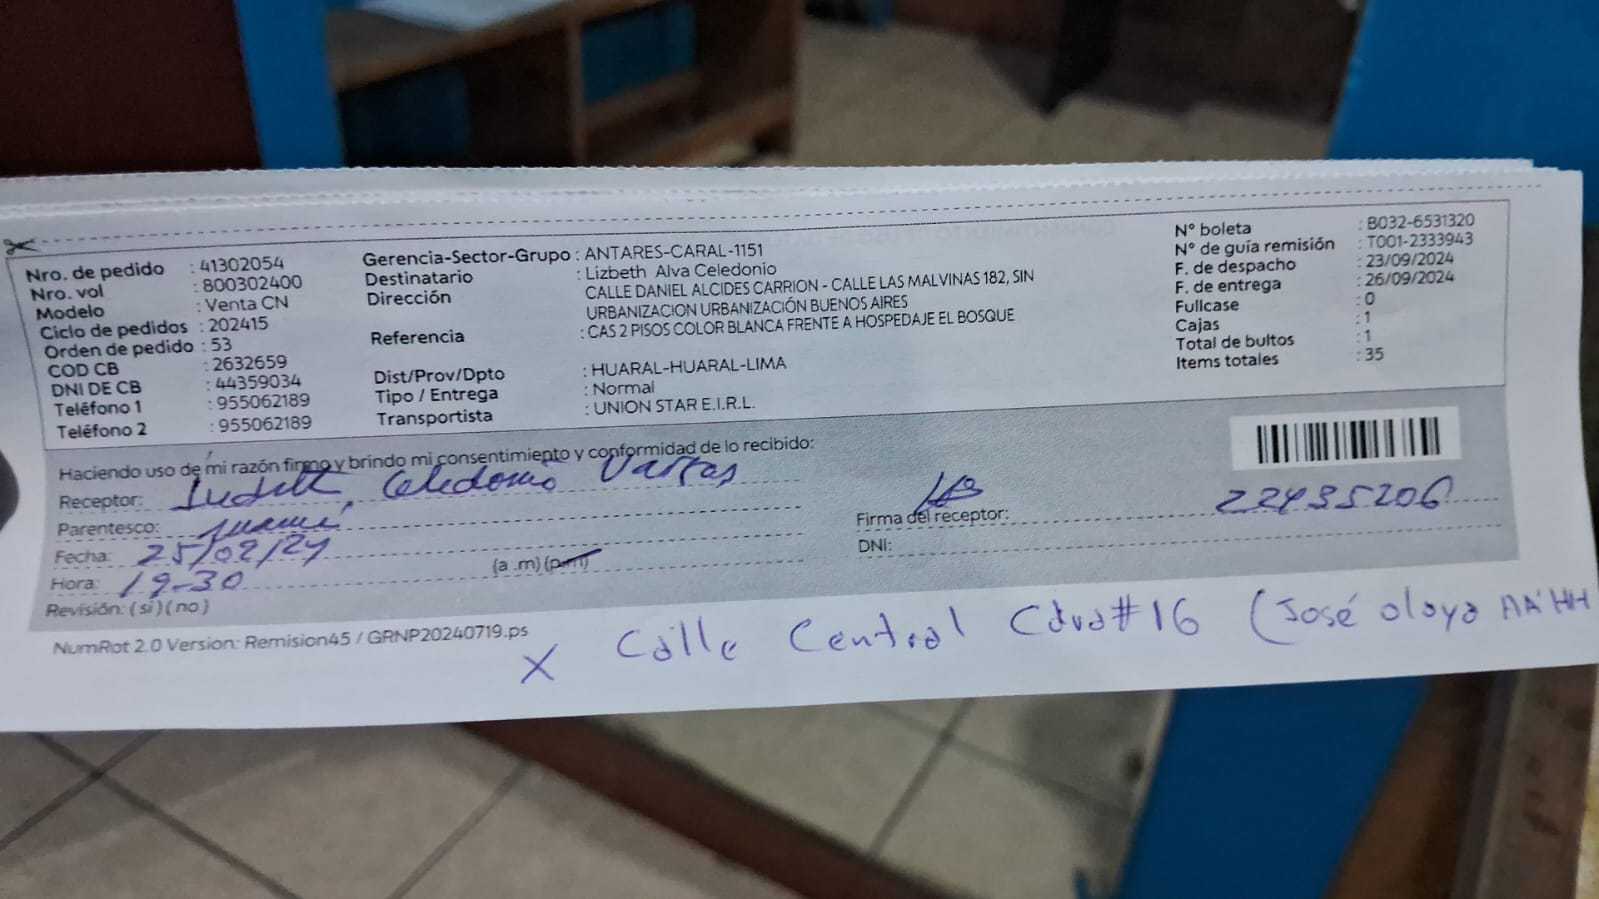 Nro. de pedido : 41302054
Nro. vol : 800302400
Modelo : Venta CN
Ciclo de pedidos : 202415
Orden de pedido : 53
COD CB : 2632659
DNI DE CB : 44359034
Teléfono 1 : 955062189
Teléfono 2 : 955062189
Gerencia-Sector-Grupo : ANTARES-CARAL-1151
Destinatario : Lizbeth Alva Celedonio
Dirección CALLE DANIEL ALCIDES CARRION - CALLE LAS MALVINAS 182, SIN
URBANIZACION URBANIZACIÓN BUENOS AIRES
Referencia : CAS 2 PISOS COLOR BLANCA FRENTE A HOSPEDAJE EL BOSQUE
Dist/Prov/Dpto : HUARAL-HUARAL-LIMA
Tipo / Entrega : Normal
Transportista : UNION STAR E.I.R.L.
N° boleta : B032-6531320
N° de guía remisión : T001-2333943
F. de despacho : 23/09/2024
F. de entrega : 26/09/2024
Fullcase : 0
Cajas : 1
Total de bultos : 1
Items totales : 35
Haciendo uso de mi razón firmo y brindo mi consentimiento y conformidad de lo recibido:
Receptor: Celedonio Vargas
Parentesco:
Fecha: 25/02/24
Hora: 19-30 (a .m) (p.m)
Revisión: ( si ) ( no )
Firma del receptor: 22435206
DNI:
NumRot 2.0 Version: Remision45 / GRNP20240719.ps
X Calle Central Cdra#16 (José olaya AA'HH